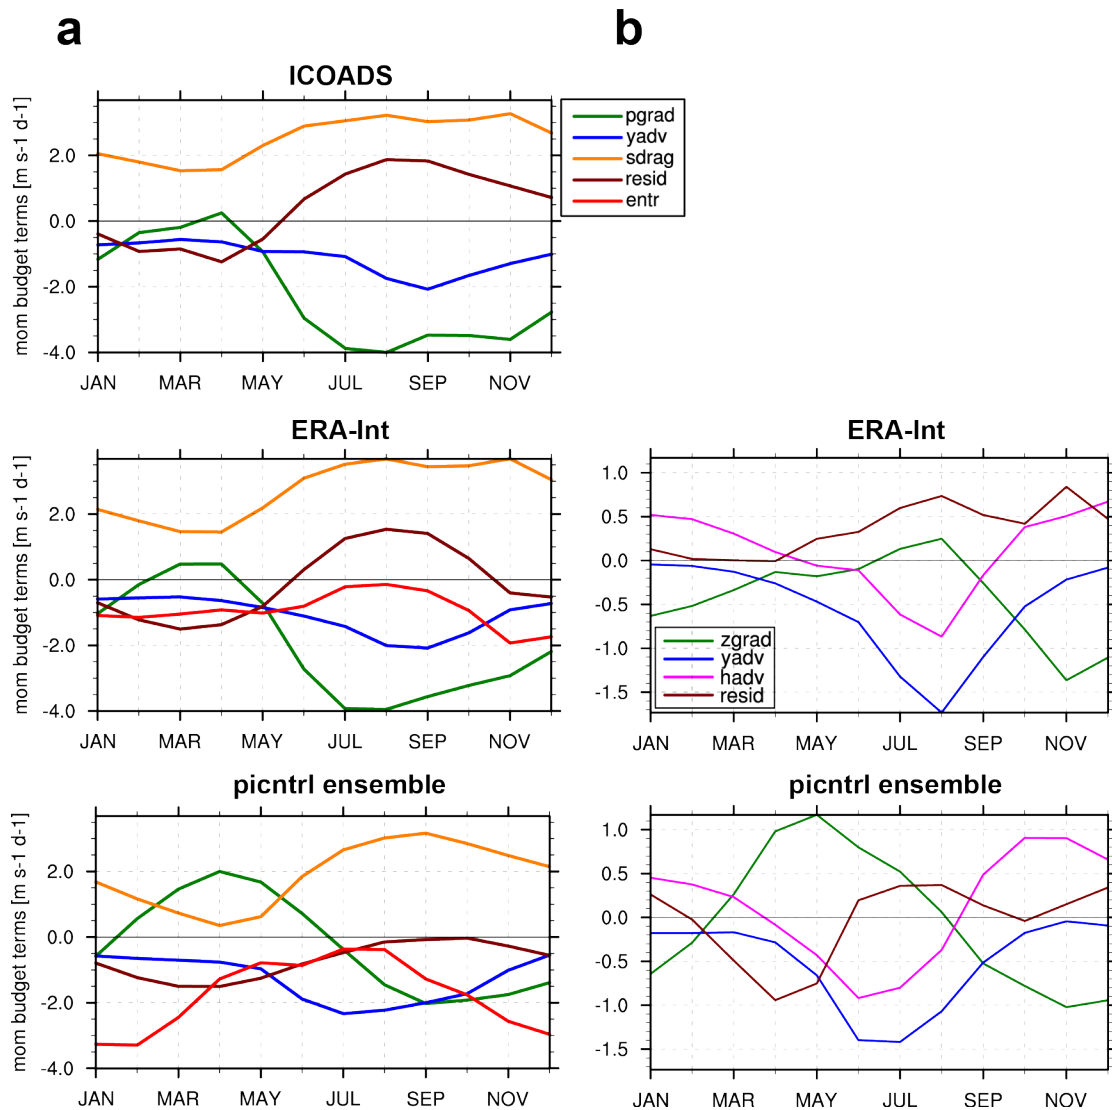 a
b
ICOADS
mom budget terms [m s-1 d-1]
2.0
0.0
-2.0
-4.0
JAN MAR MAY JUL SEP NOV
pgrad
yadv
sdrag
resid
entr
ERA-Int
mom budget terms [m s-1 d-1]
2.0
0.0
-2.0
-4.0
JAN MAR MAY JUL SEP NOV
ERA-Int
1.0
0.5
0.0
-0.5
-1.0
-1.5
zgrad
yadv
hadv
resid
JAN MAR MAY JUL SEP NOV
picntrl ensemble
mom budget terms [m s-1 d-1]
2.0
0.0
-2.0
-4.0
JAN MAR MAY JUL SEP NOV
picntrl ensemble
1.0
0.5
0.0
-0.5
-1.0
-1.5
JAN MAR MAY JUL SEP NOV